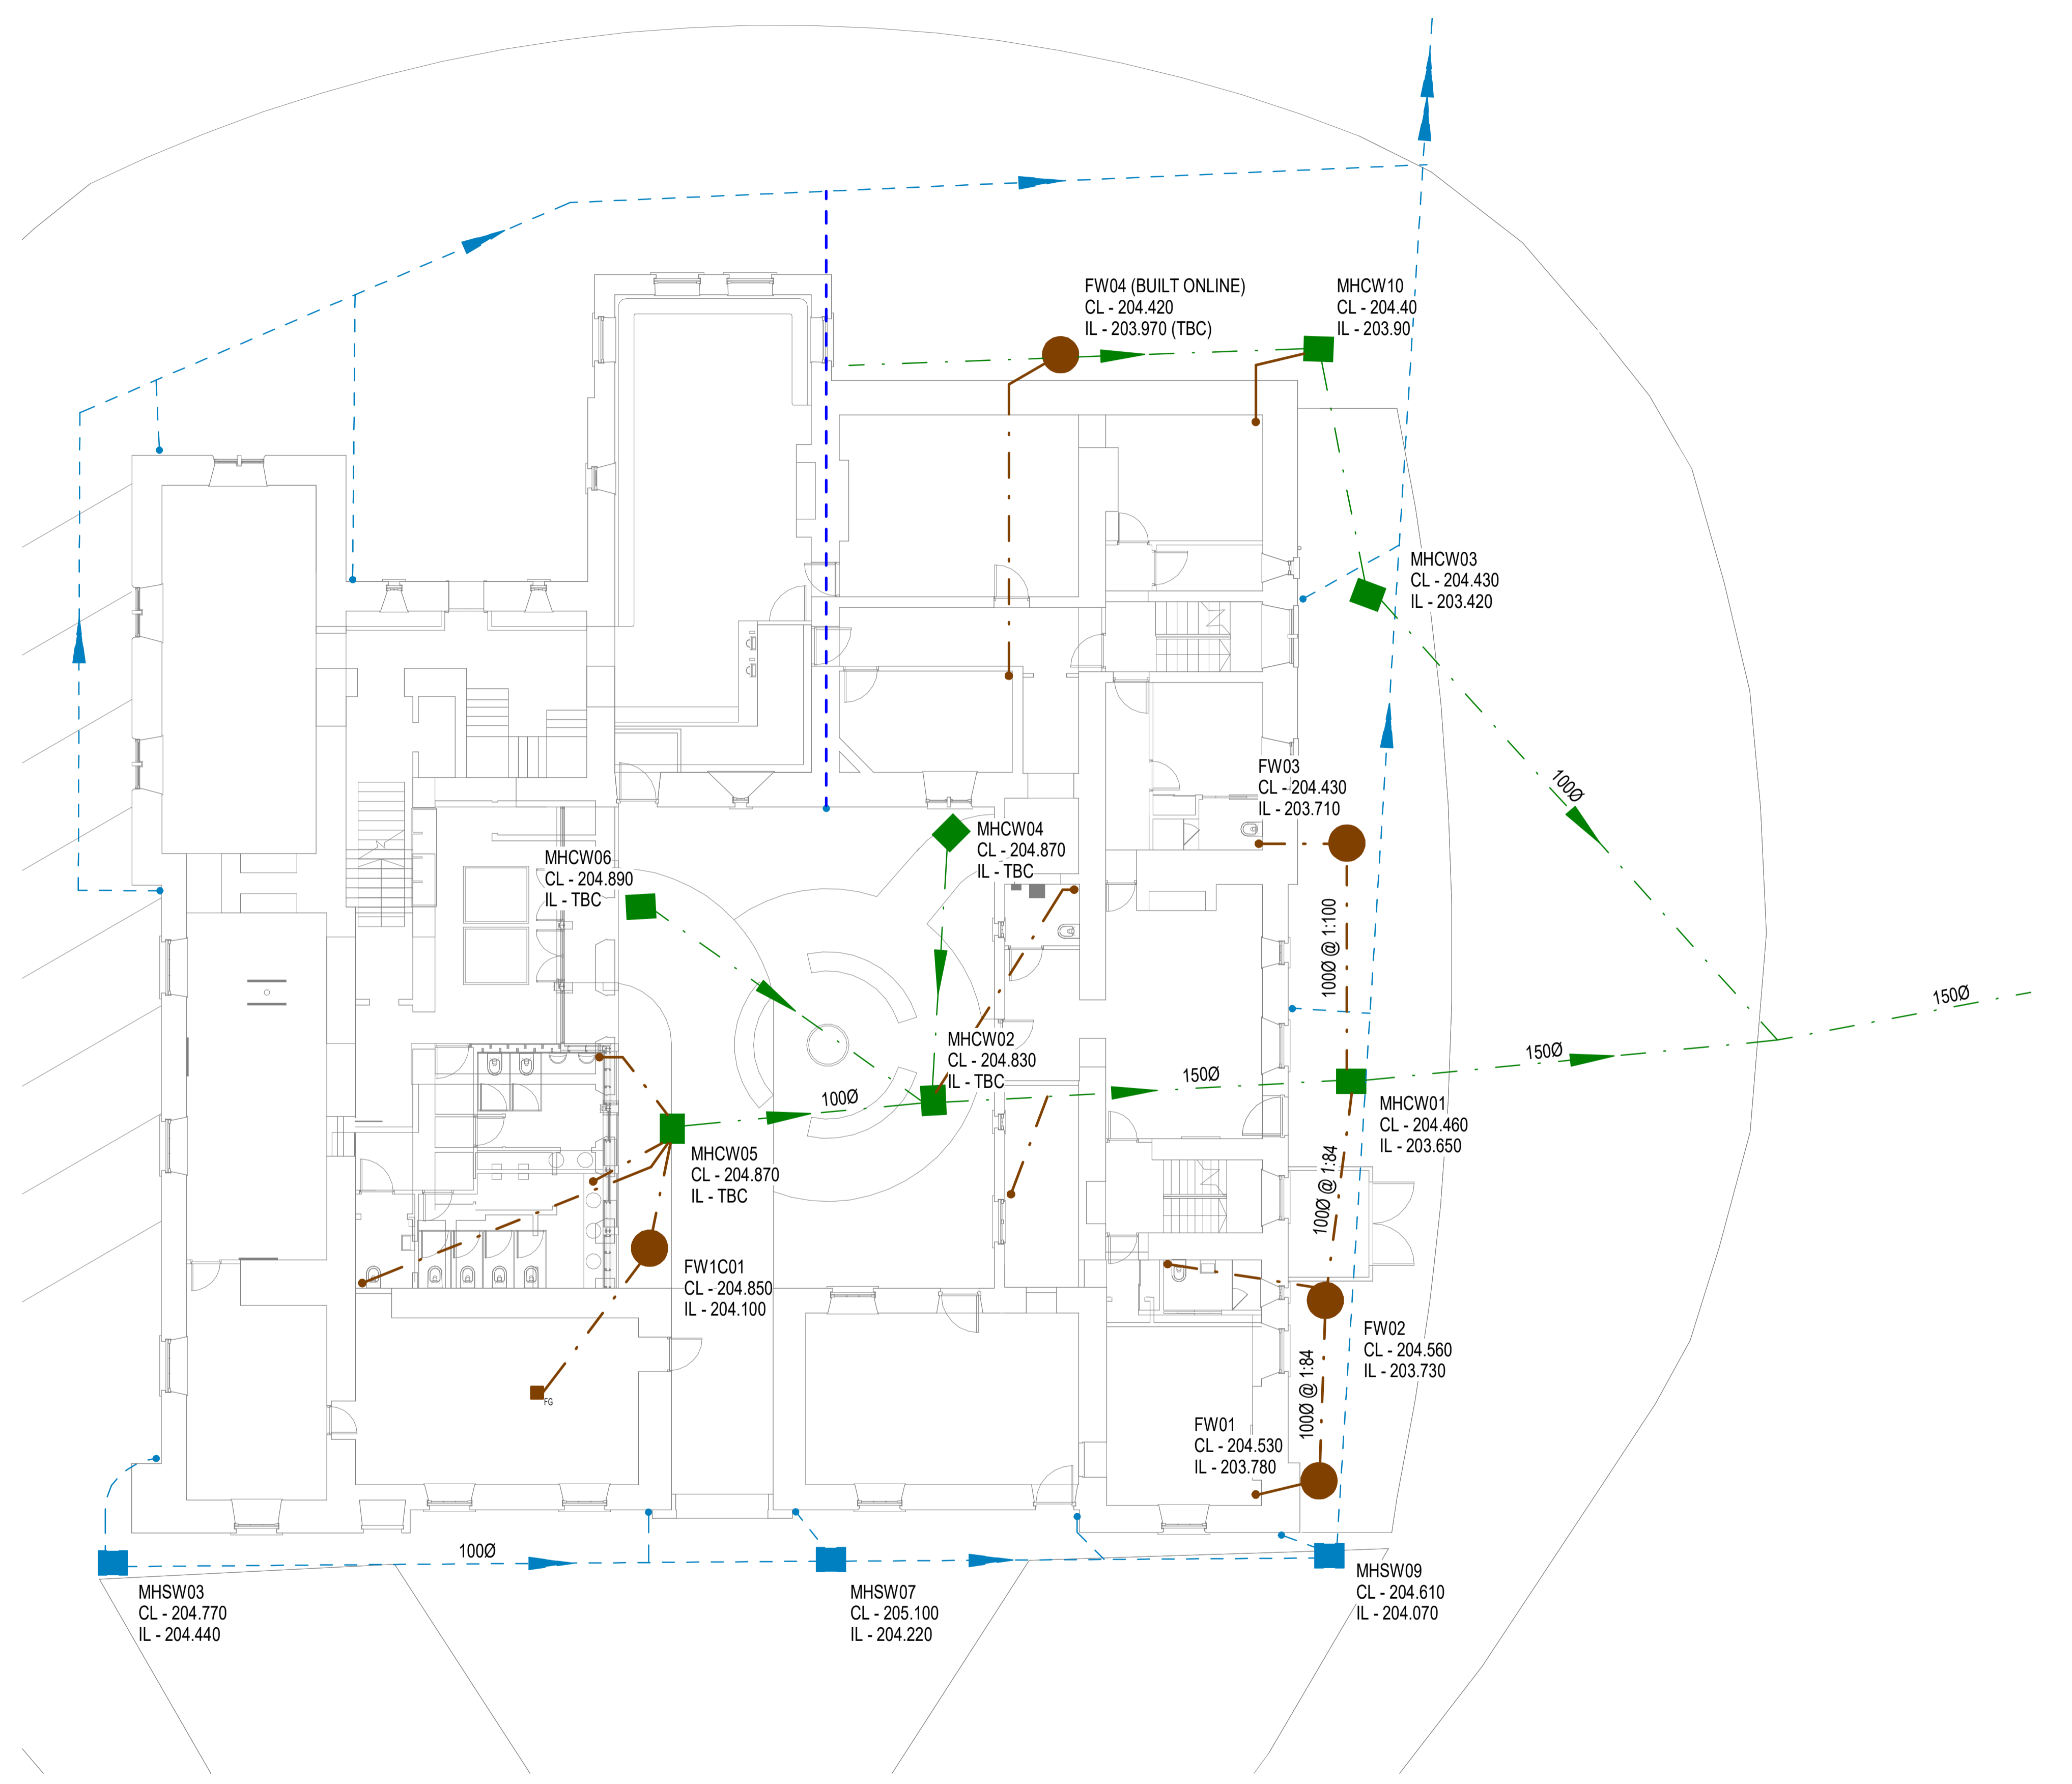 FW04 (BUILT ONLINE)
CL - 204.420
IL - 203.970 (TBC)
MHCW10
CL - 204.40
IL - 203.90
MHCW03
CL - 204.430
IL - 203.420
FW03
CL - 204.430
IL - 203.710
100Ø
MHCW04
CL - 204.870
IL - TBC
MHCW06
CL - 204.890
IL - TBC
100Ø @ 1:100
150Ø
MHCW02
CL - 204.830
IL - TBC
150Ø
150Ø
100Ø
MHCW01
CL - 204.460
IL - 203.650
MHCW05
CL - 204.870
IL - TBC
100Ø @ 1:84
FW1C01
CL - 204.850
IL - 204.100
FW02
CL - 204.560
IL - 203.730
100Ø @ 1:84
FG
FW01
CL - 204.530
IL - 203.780
100Ø
MHSW03
CL - 204.770
IL - 204.440
MHSW07
CL - 205.100
IL - 204.220
MHSW09
CL - 204.610
IL - 204.070